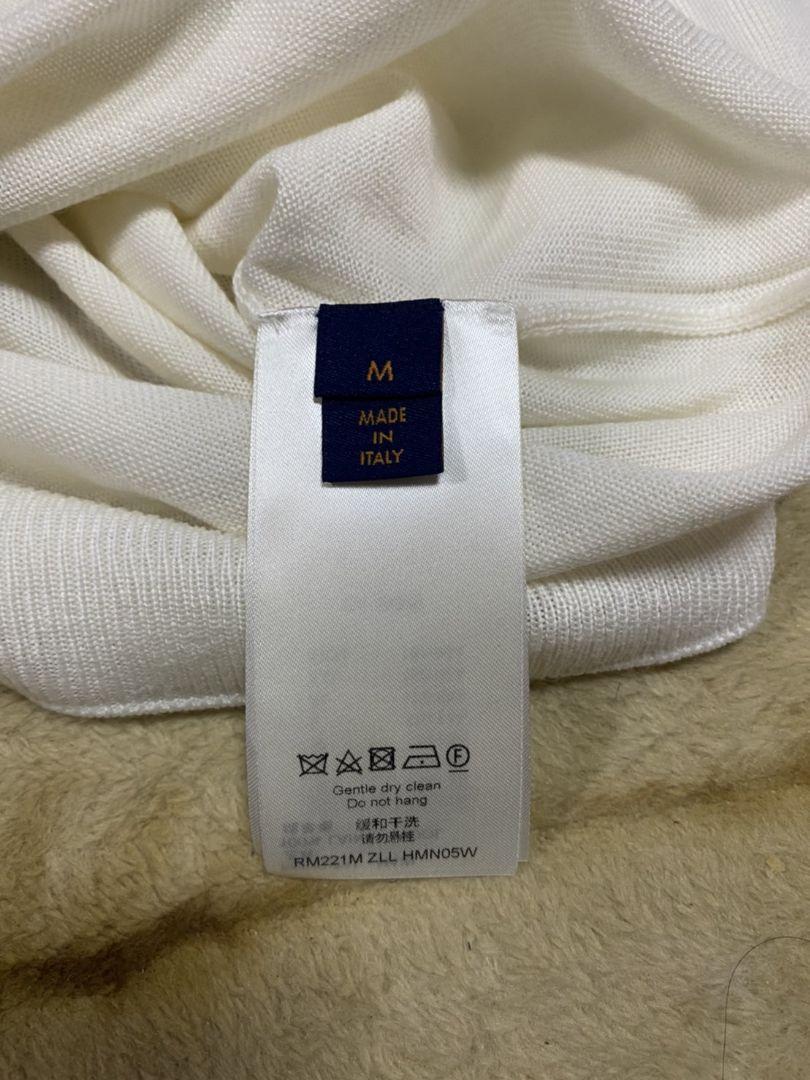 M
MADE
IN
ITALY
F
Gentle dry clean
Do not hang
缓和干洗
请勿悬挂
RM221M ZLL HMN05W